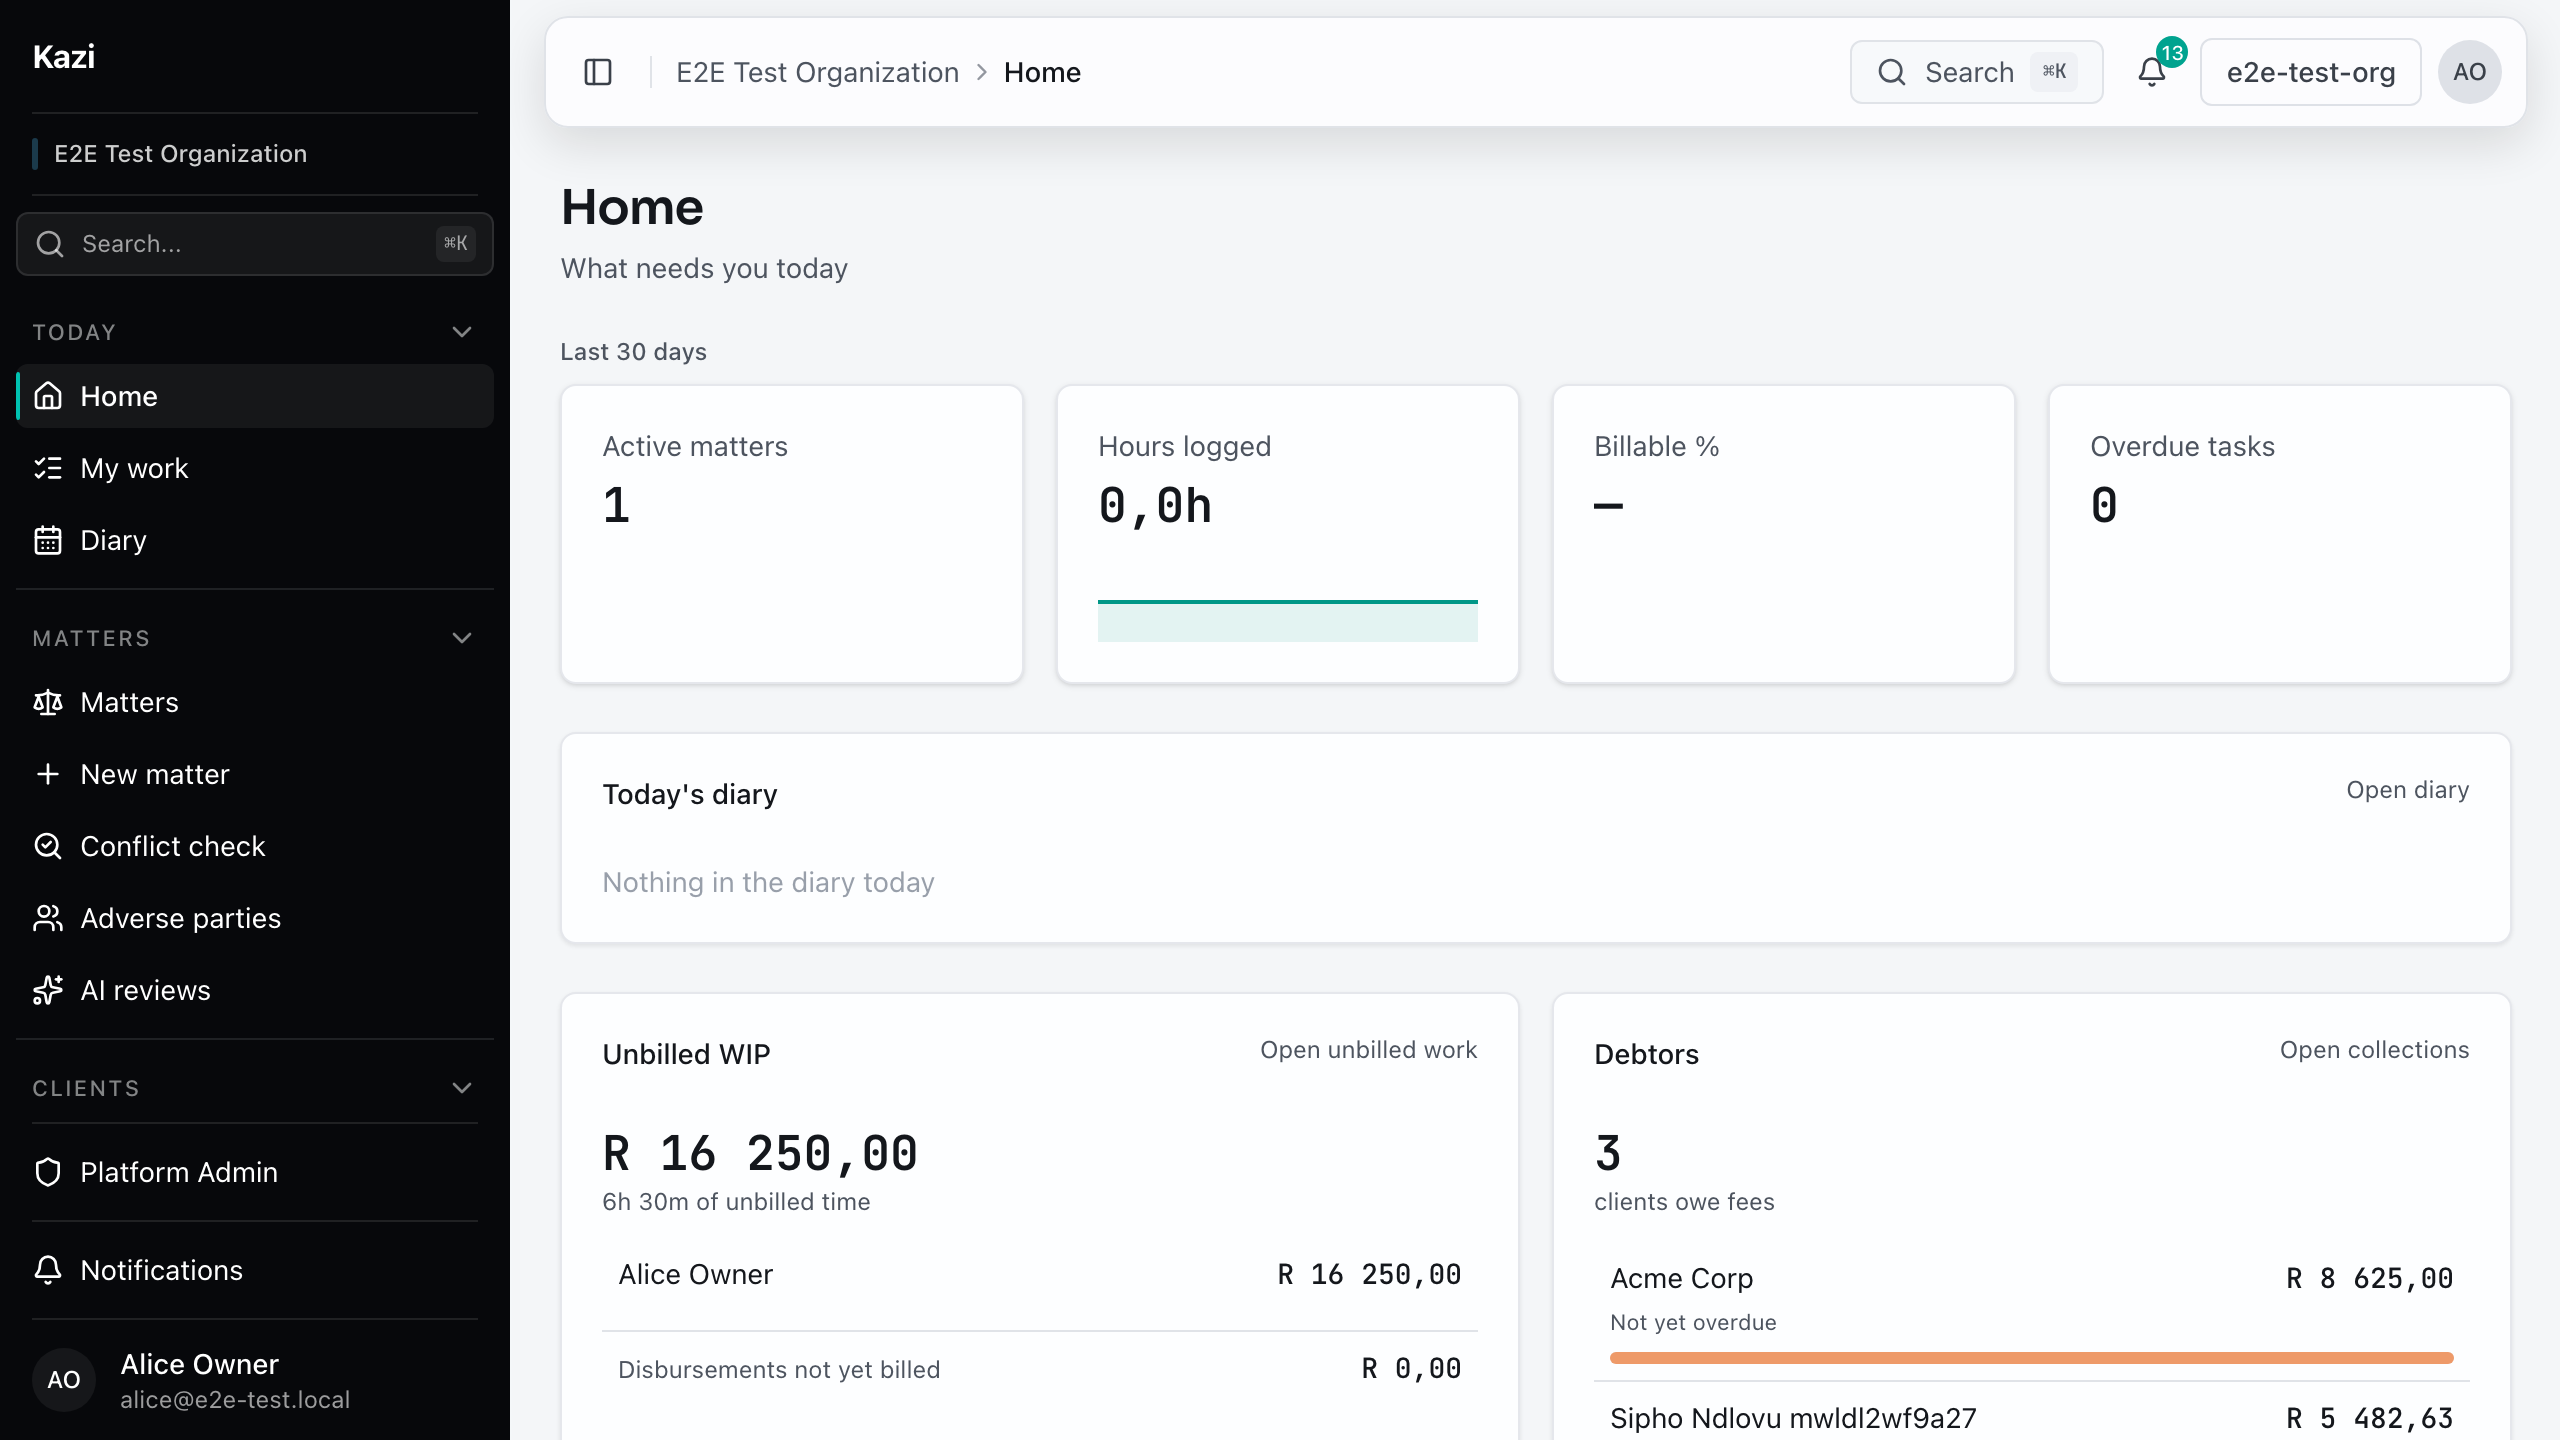 Kazi
E2E Test Organization
Search...
⌘K
TODAY
Home
My work
Diary
MATTERS
Matters
New matter
Conflict check
Adverse parties
AI reviews
CLIENTS
Platform Admin
Notifications
AO
Alice Owner
alice@e2e-test.local
E2E Test Organization > Home
Search ⌘K
13
e2e-test-org
AO
Home
What needs you today
Last 30 days
Active matters
1
Hours logged
0,0h
Billable %
–
Overdue tasks
0
Today's diary
Open diary
Nothing in the diary today
Unbilled WIP
Open unbilled work
R 16 250,00
6h 30m of unbilled time
Alice Owner R 16 250,00
Disbursements not yet billed R 0,00
Debtors
Open collections
3
clients owe fees
Acme Corp R 8 625,00
Not yet overdue
Sipho Ndlovu mwldl2wf9a27 R 5 482,63